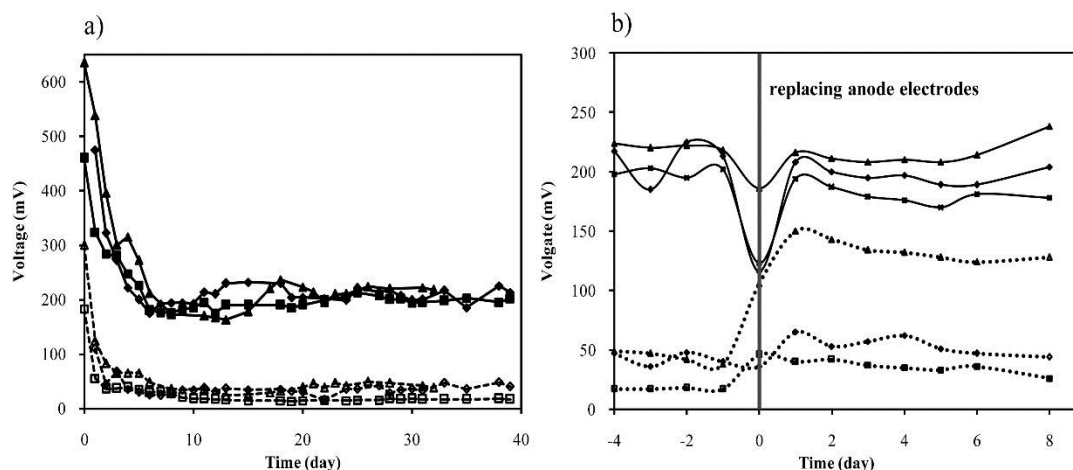 a)
600
500
400
300
200
100
0
Voltage (mV)
0 10 20 30 40
Time (day)
b)
300
250
200
150
100
50
0
Volgate (mV)
replacing anode electrodes
-4 -2 0 2 4 6 8
Time (day)